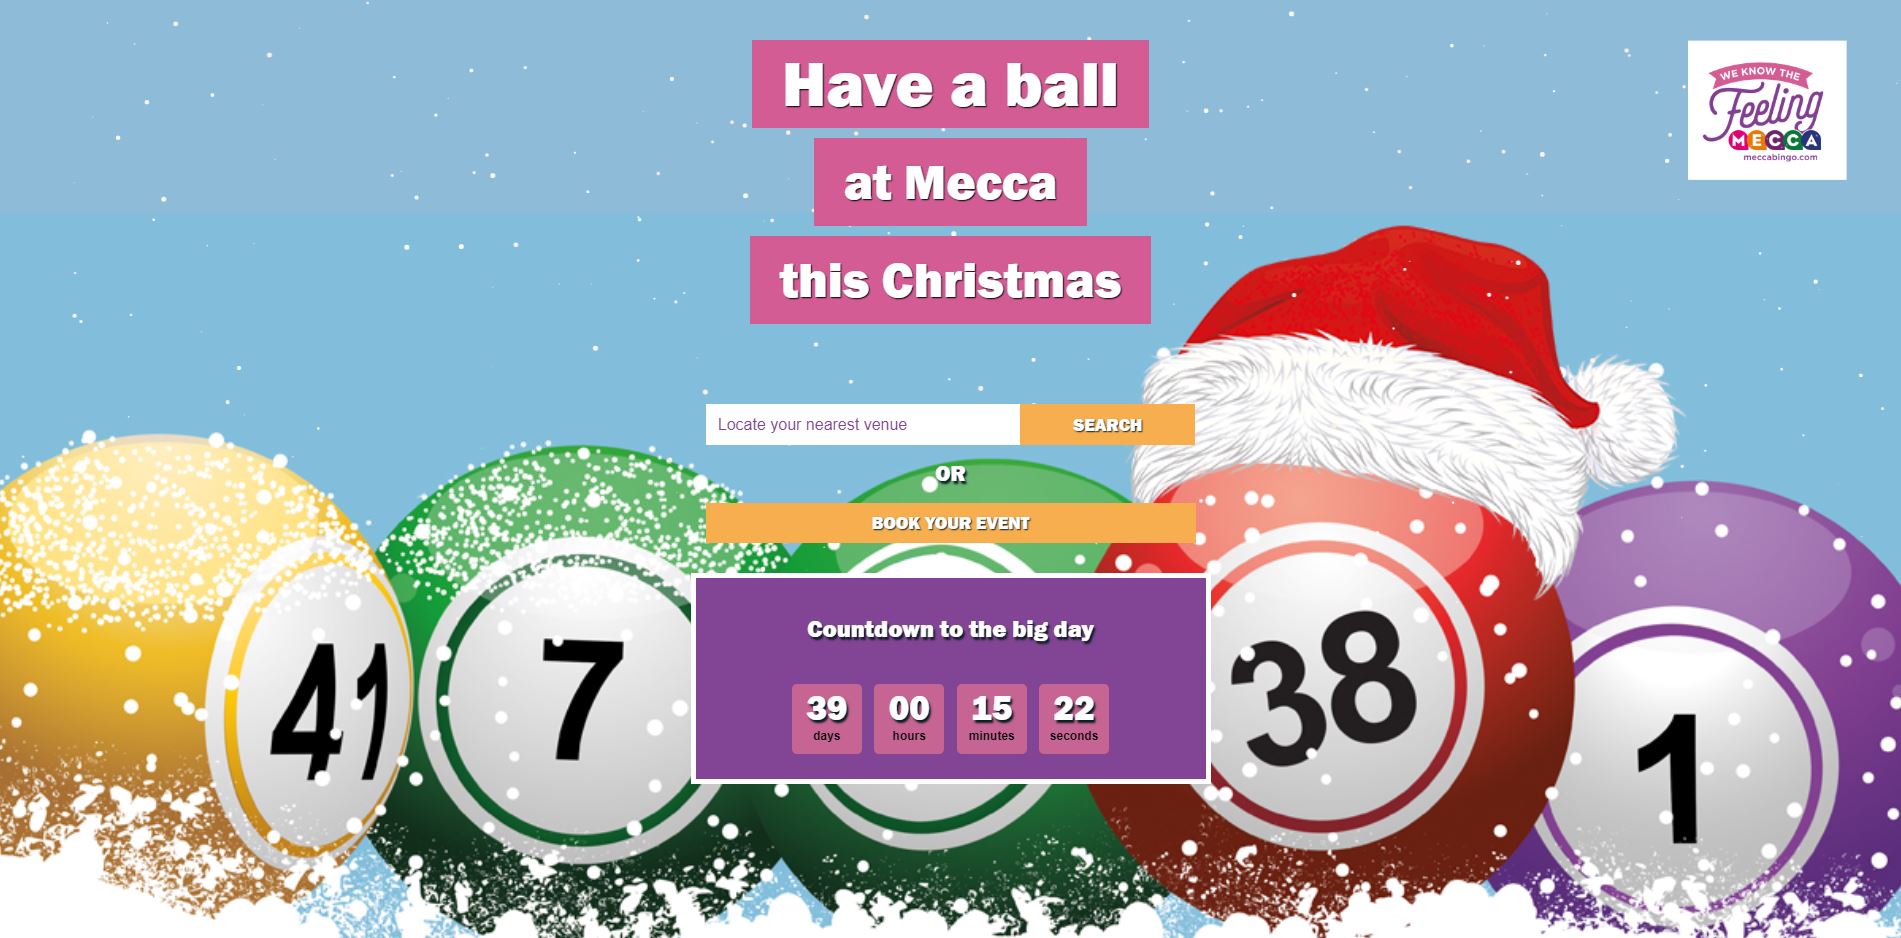 Have a ball
at Mecca
this Christmas
WE KNOW THE
Feeling
MECCA
meccabingo.com
Locate your nearest venue
SEARCH
OR
BOOK YOUR EVENT
Countdown to the big day
39 00 15 22
days hours minutes seconds
41 7 38 1